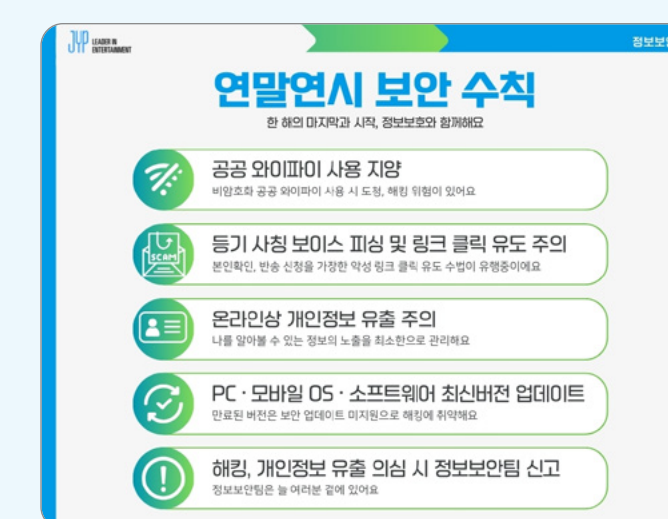 JYP LEADER IN
ENTERTAINMENT
정보보안
연말연시 보안 수칙
한 해의 마지막과 시작, 정보보호와 함께해요
공공 와이파이 사용 지양
비암호화 공공 와이파이 사용 시 도청, 해킹 위험이 있어요
SCAM
등기 사칭 보이스 피싱 및 링크 클릭 유도 주의
본인확인, 반송 신청을 가장한 악성 링크 클릭 유도 수법이 유행중이에요
온라인상 개인정보 유출 주의
나를 알아볼 수 있는 정보의 노출을 최소한으로 관리해요
PC · 모바일 OS · 소프트웨어 최신버전 업데이트
만료된 버전은 보안 업데이트 미지원으로 해킹에 취약해요
해킹, 개인정보 유출 의심 시 정보보안팀 신고
정보보안팀은 늘 여러분 곁에 있어요